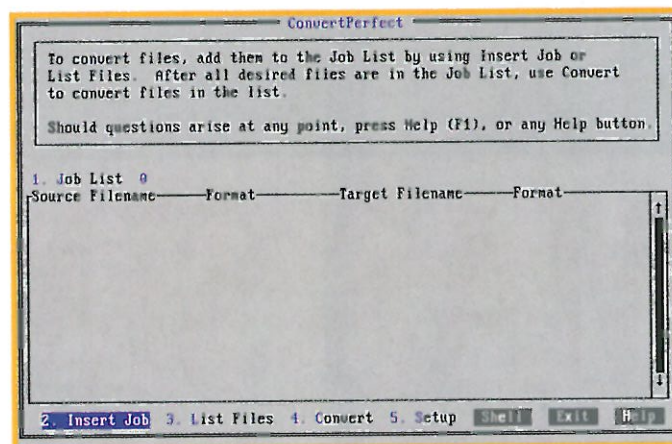 ConvertPerfect
To convert files, add them to the Job List by using Insert Job or
List Files. After all desired files are in the Job List, use Convert
to convert files in the list.
Should questions arise at any point, press Help (F1), or any Help button.
1. Job List 0
Source Filename Format Target Filename Format
2. Insert Job 3. List Files 4. Convert 5. Setup Shell Exit Help